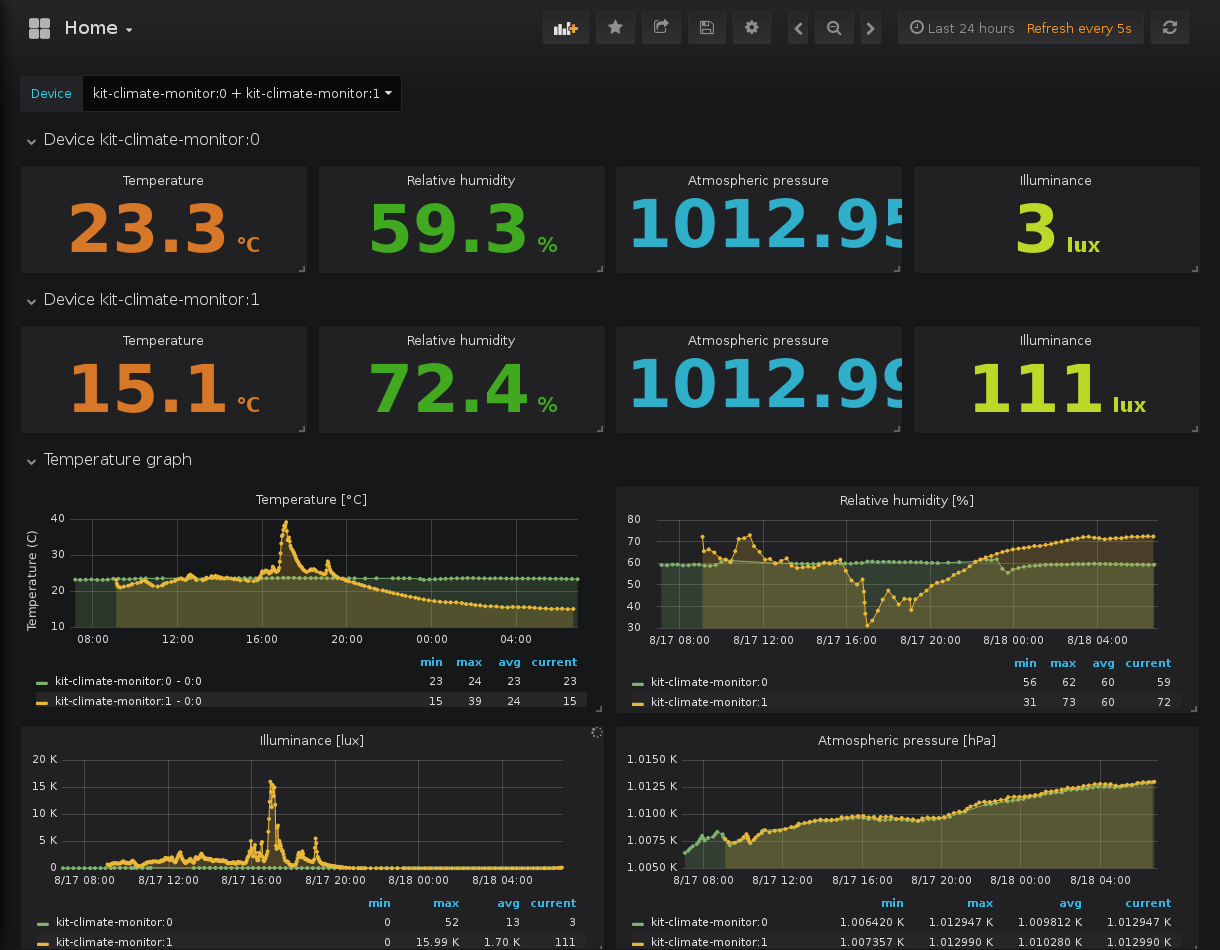 Home
Last 24 hours Refresh every 5s
Device kit-climate-monitor:0 + kit-climate-monitor:1
Device kit-climate-monitor:0
Temperature Relative humidity Atmospheric pressure Illuminance
23.3 °C 59.3 % 1012.95 3 lux
Device kit-climate-monitor:1
Temperature Relative humidity Atmospheric pressure Illuminance
15.1 °C 72.4 % 1012.99 111 lux
Temperature graph
Temperature [°C]
Temperature (C)
40
30
20
10
08:00 12:00 16:00 20:00 00:00 04:00
min max avg current
kit-climate-monitor:0 - 0:0 23 24 23 23
kit-climate-monitor:1 - 0:0 15 39 24 15
Relative humidity [%]
80
70
60
50
40
30
8/17 08:00 8/17 12:00 8/17 16:00 8/17 20:00 8/18 00:00 8/18 04:00
min max avg current
kit-climate-monitor:0 56 62 60 59
kit-climate-monitor:1 31 73 60 72
Illuminance [lux]
20 K
15 K
10 K
5 K
0
8/17 08:00 8/17 12:00 8/17 16:00 8/17 20:00 8/18 00:00 8/18 04:00
min max avg current
kit-climate-monitor:0 0 52 13 3
kit-climate-monitor:1 0 15.99 K 1.70 K 111
Atmospheric pressure [hPa]
1.0150 K
1.0125 K
1.0100 K
1.0075 K
1.0050 K
8/17 08:00 8/17 12:00 8/17 16:00 8/17 20:00 8/18 00:00 8/18 04:00
min max avg current
kit-climate-monitor:0 1.006420 K 1.012947 K 1.009812 K 1.012947 K
kit-climate-monitor:1 1.007357 K 1.012990 K 1.010280 K 1.012990 K